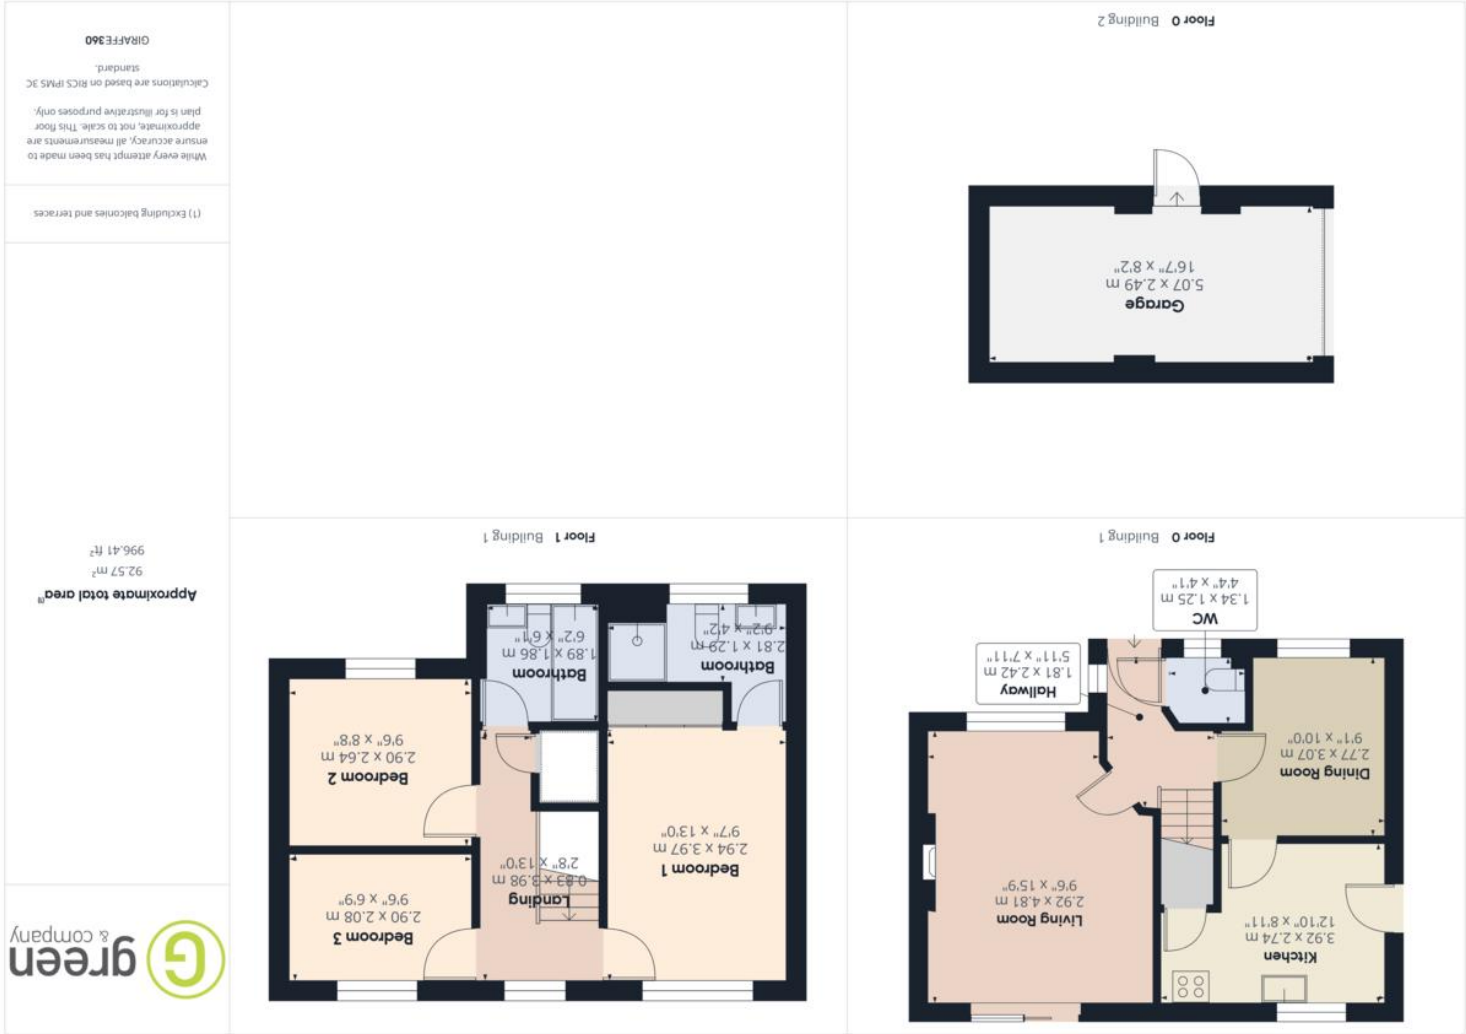 green
& company
Approximate total area(1)
92.57 m²
996.41 ft²
(1) Excluding balconies and terraces
While every attempt has been made to
ensure accuracy, all measurements are
approximate, not to scale. This floor
plan is for illustrative purposes only.
Calculations are based on RICS IPMS 3C
standard.
GIRAFFE360
Kitchen
3.92 x 2.74 m
12'10" x 8'11"
Living Room
2.92 x 4.81 m
9'6" x 15'9"
Dining Room
2.77 x 3.07 m
9'1" x 10'0"
Hallway
1.81 x 2.42 m
5'11" x 7'11"
WC
1.34 x 1.25 m
4'4" x 4'1"
Floor 0 Building 1
Bedroom 3
2.90 x 2.08 m
9'6" x 6'9"
Landing
0.83 x 3.98 m
2'8" x 13'0"
Bedroom 1
2.94 x 3.97 m
9'7" x 13'0"
Bedroom 2
2.90 x 2.64 m
9'6" x 8'8"
Bathroom
1.89 x 1.86 m
6'2" x 6'1"
Bathroom
2.81 x 1.29 m
9'2" x 4'2"
Floor 1 Building 1
Garage
5.07 x 2.49 m
16'7" x 8'2"
Floor 0 Building 2